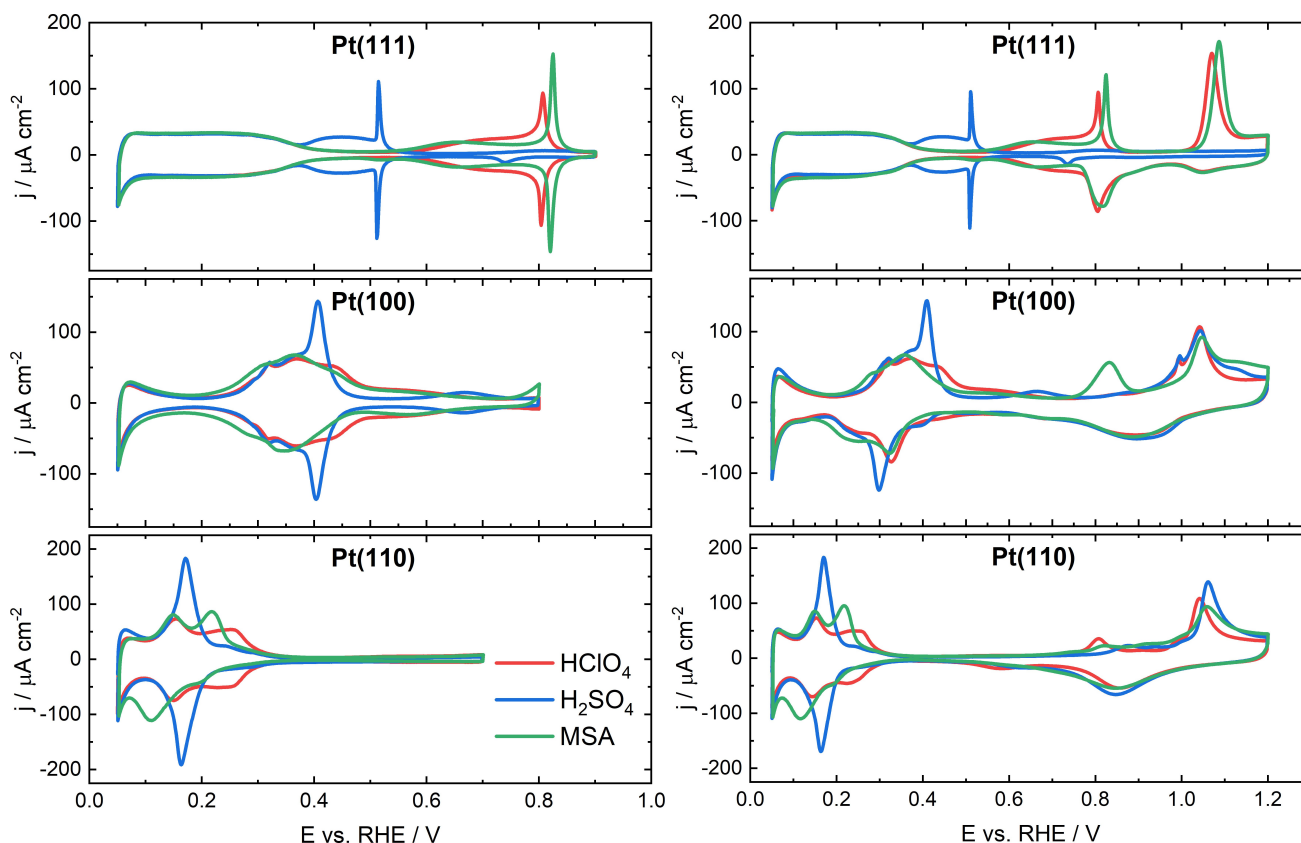 200
Pt(111)
100
0
-100
j / µA cm⁻²
Pt(100)
100
0
-100
j / µA cm⁻²
200
Pt(110)
100
0
-100
-200
j / µA cm⁻²
HClO₄
H₂SO₄
MSA
0.0 0.2 0.4 0.6 0.8 1.0
E vs. RHE / V
200
Pt(111)
100
0
-100
j / µA cm⁻²
Pt(100)
100
0
-100
j / µA cm⁻²
200
Pt(110)
100
0
-100
-200
j / µA cm⁻²
0.0 0.2 0.4 0.6 0.8 1.0 1.2
E vs. RHE / V